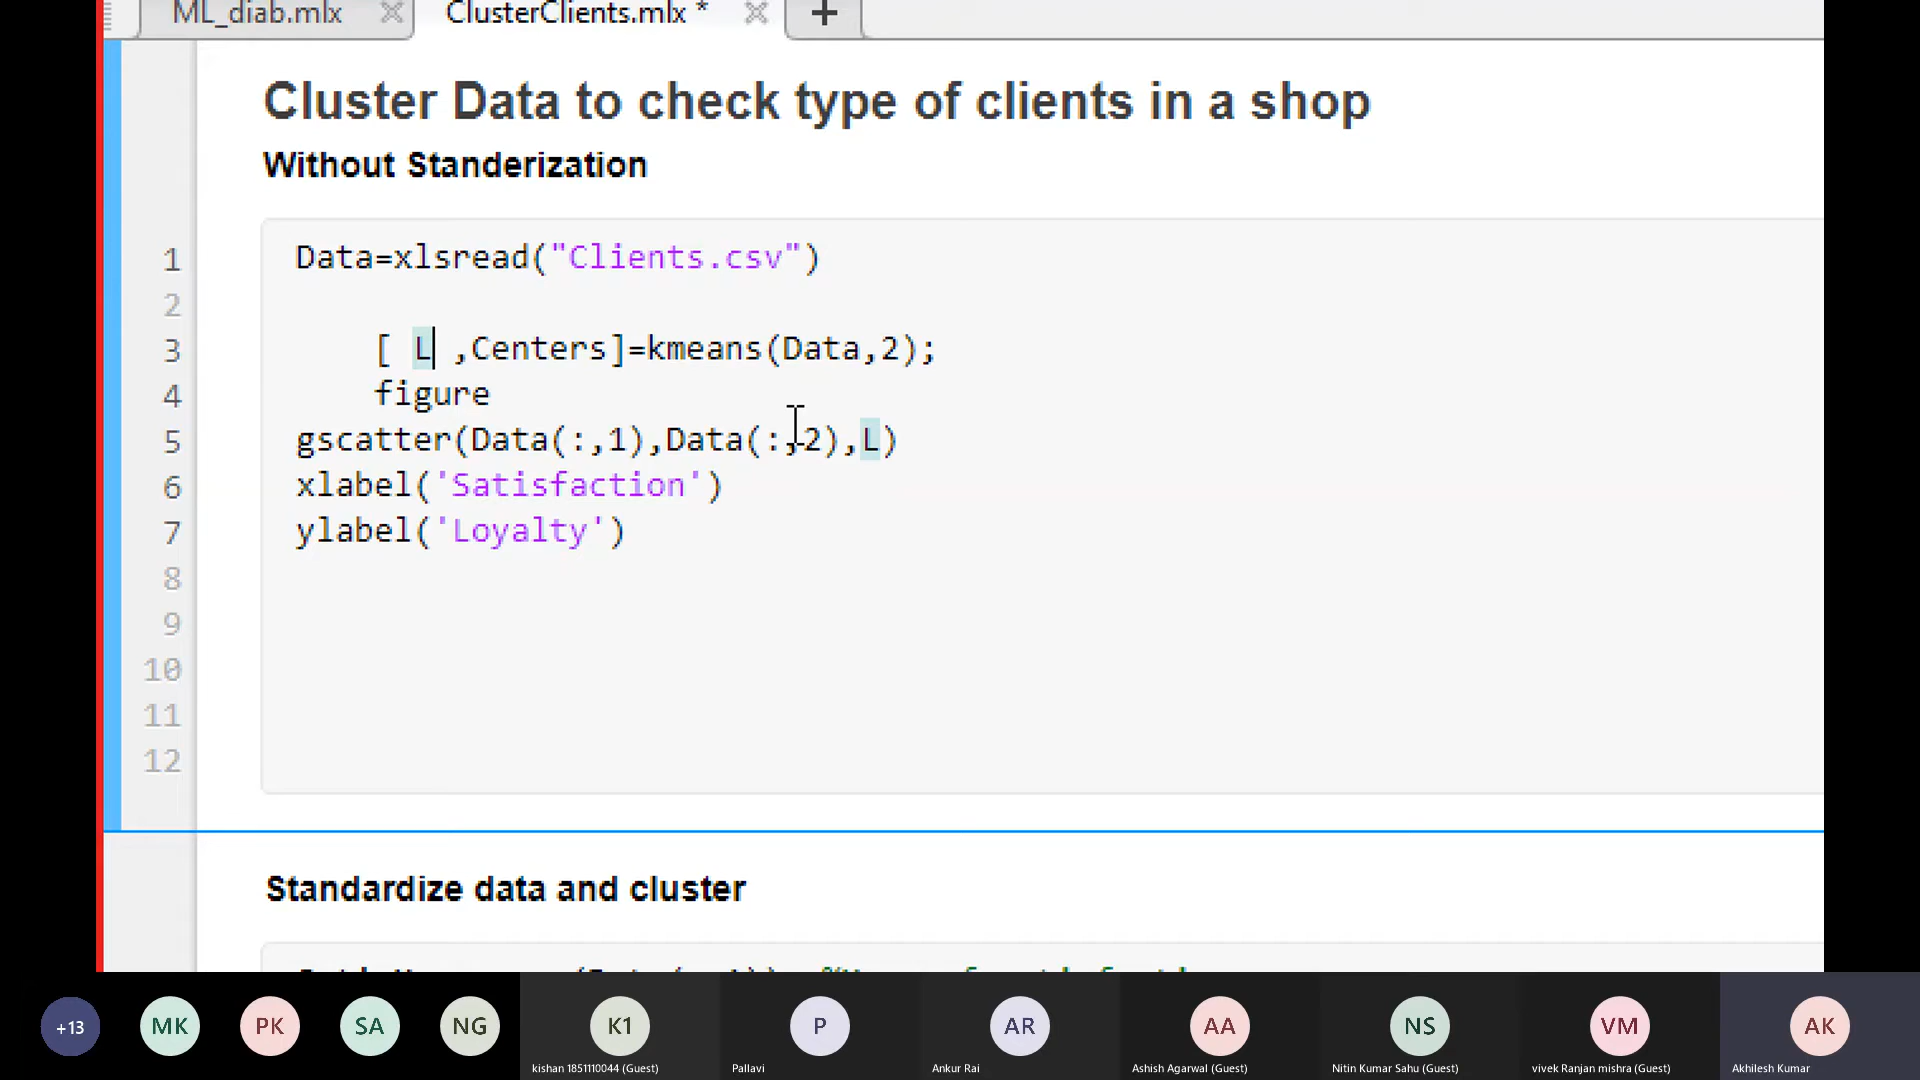 ML_diab.mlx ClusterClients.mlx * +
Cluster Data to check type of clients in a shop
Without Standerization
1 Data=xlsread("Clients.csv")
2
3 [ L ,Centers]=kmeans(Data,2);
4 figure
5 gscatter(Data(:,1),Data(:,2),L)
6 xlabel('Satisfaction')
7 ylabel('Loyalty')
8
9
10
11
12
Standardize data and cluster
+13 MK PK SA NG K1 P AR AA NS VM AK
kishan 1851110044 (Guest) Pallavi Ankur Rai Ashish Agarwal (Guest) Nitin Kumar Sahu (Guest) vivek Ranjan mishra (Guest) Akhilesh Kumar